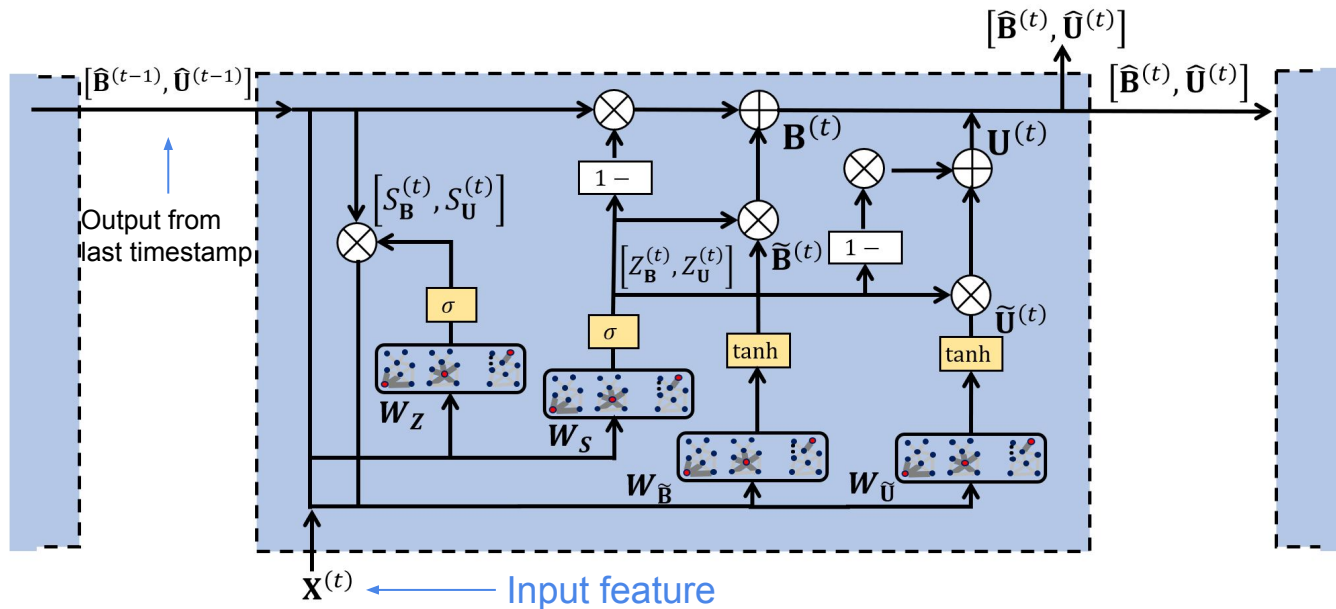 [B̂^(t), Û^(t)]
[B̂^(t−1), Û^(t−1)]
[B̂^(t), Û^(t)]
B^(t)
U^(t)
1 −
[S_B^(t), S_U^(t)]
Output from
last timestamp
[Z_B^(t), Z_U^(t)]
B̃^(t)
1 −
σ
σ
Ũ^(t)
tanh
tanh
W_Z
W_S
W_B̃
W_Ũ
X^(t)
Input feature